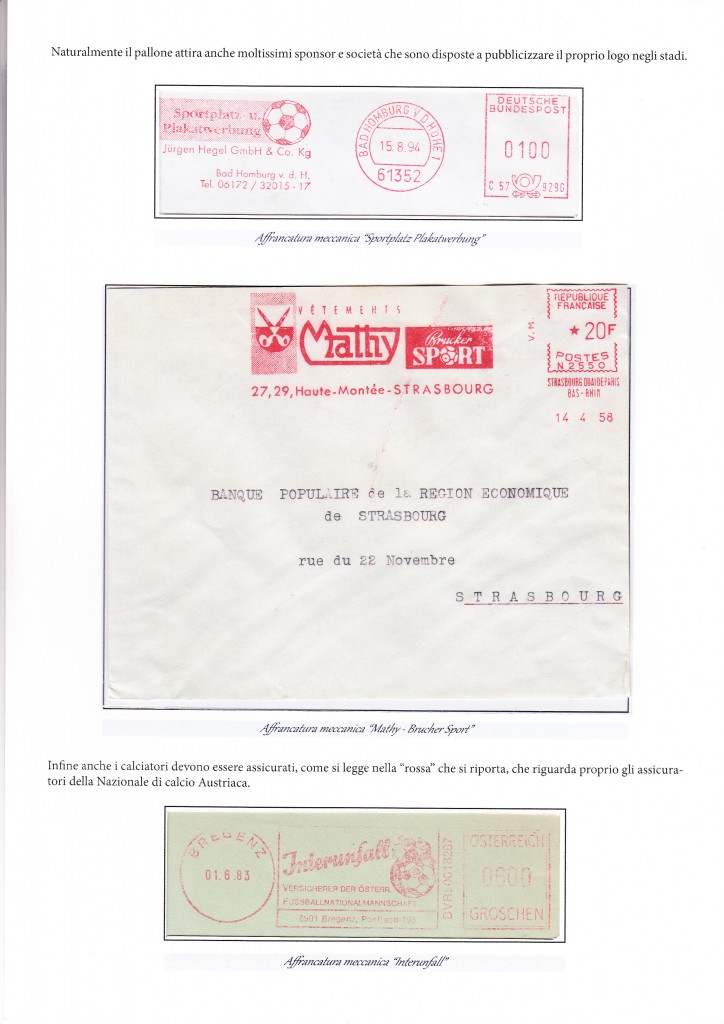 Naturalmente il pallone attira anche moltissimi sponsor e società che sono disposte a pubblicizzare il proprio logo negli stadi.
Sportplatz- u.
Plakatwerbung
Jürgen Hegel GmbH & Co. Kg
Bad Homburg v. d. H.
Tel. 06172 / 32015 - 17
BAD HOMBURG V D HÖHE 1
15.8.94
61352
DEUTSCHE
BUNDESPOST
0100
C 57 929G
Affrancatura meccanica "Sportplatz Plakatwerbung"
VÊTEMENTS
Mathy
Brucker
SPORT
27, 29, Haute-Montée - STRASBOURG
V. M
REPUBLIQUE
FRANCAISE
★ 20F
POSTES
N 2550
STRASBOURG QUAI DE PARIS
BAS - RHIN
14 4 58
BANQUE POPULAIRE de la REGION ECONOMIQUE
de STRASBOURG
rue du 22 Novembre
STRASBOURG
Affrancatura meccanica "Mathy - Brucher Sport"
Infine anche i calciatori devono essere assicurati, come si legge nella "rossa" che si riporta, che riguarda proprio gli assicura-
tori della Nazionale di calcio Austriaca.
BREGENZ
01.6.83
Interunfall
VERSICHERER DER ÖSTERR.
FUSSBALLNATIONALMANNSCHAFT
6901 Bregenz, Postfach
ÖSTERREICH
0600
GROSCHEN
Affrancatura meccanica "Interunfall"